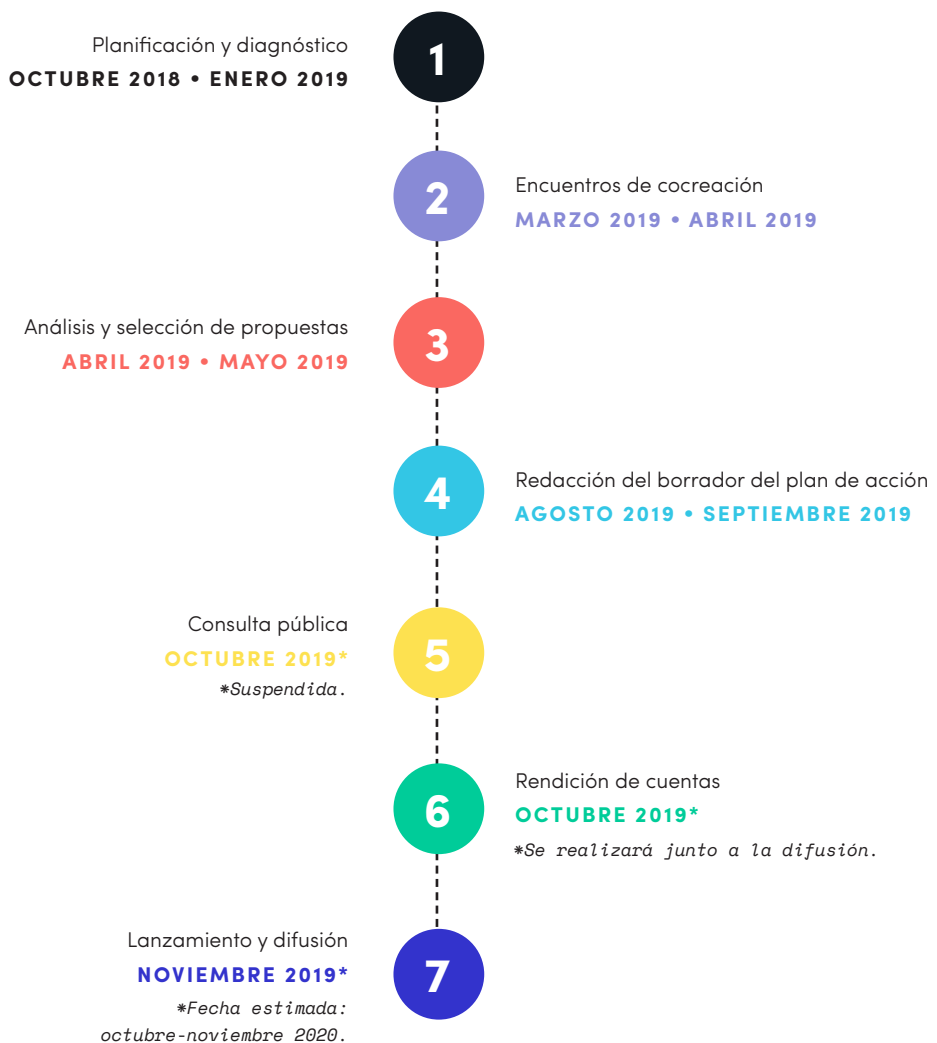 Planificación y diagnóstico
OCTUBRE 2018 • ENERO 2019
1
2
Encuentros de cocreación
MARZO 2019 • ABRIL 2019
Análisis y selección de propuestas
ABRIL 2019 • MAYO 2019
3
4
Redacción del borrador del plan de acción
AGOSTO 2019 • SEPTIEMBRE 2019
Consulta pública
OCTUBRE 2019*
*Suspendida.
5
6
Rendición de cuentas
OCTUBRE 2019*
*Se realizará junto a la difusión.
Lanzamiento y difusión
NOVIEMBRE 2019*
*Fecha estimada:
octubre-noviembre 2020.
7